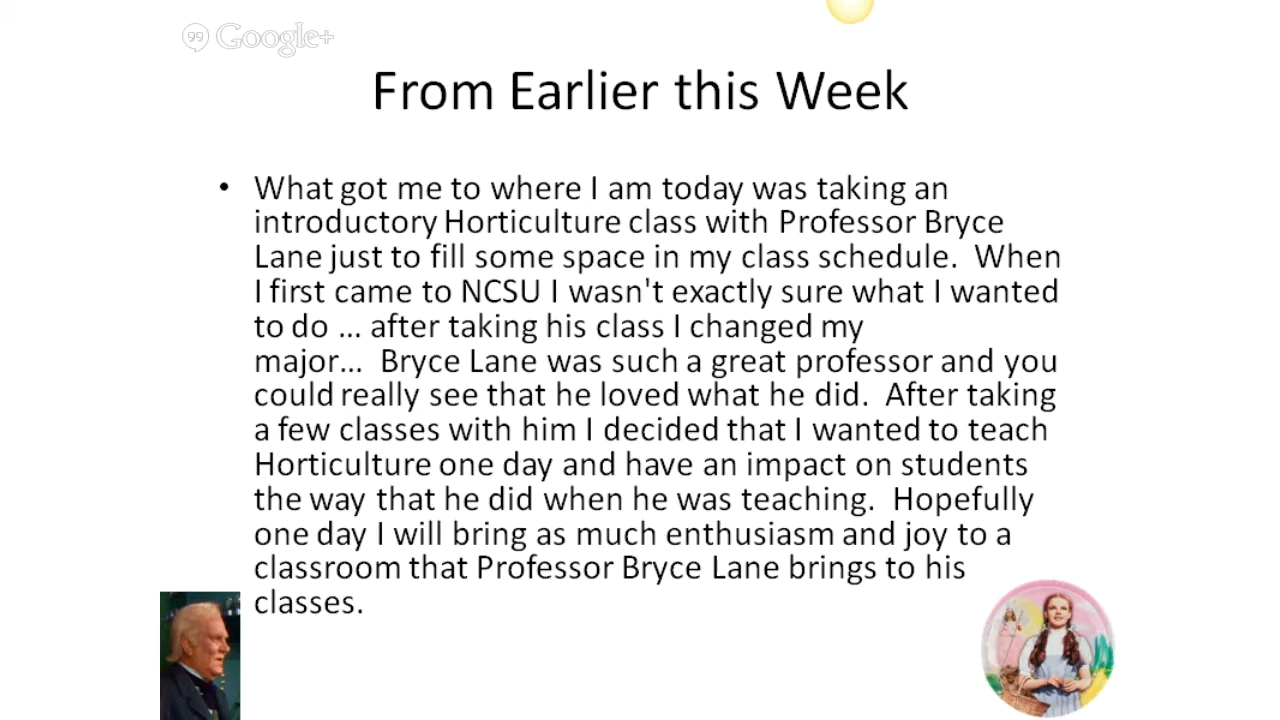 Google+
From Earlier this Week
• What got me to where I am today was taking an
introductory Horticulture class with Professor Bryce
Lane just to fill some space in my class schedule.  When
I first came to NCSU I wasn't exactly sure what I wanted
to do … after taking his class I changed my
major…  Bryce Lane was such a great professor and you
could really see that he loved what he did.  After taking
a few classes with him I decided that I wanted to teach
Horticulture one day and have an impact on students
the way that he did when he was teaching.  Hopefully
one day I will bring as much enthusiasm and joy to a
classroom that Professor Bryce Lane brings to his
classes.